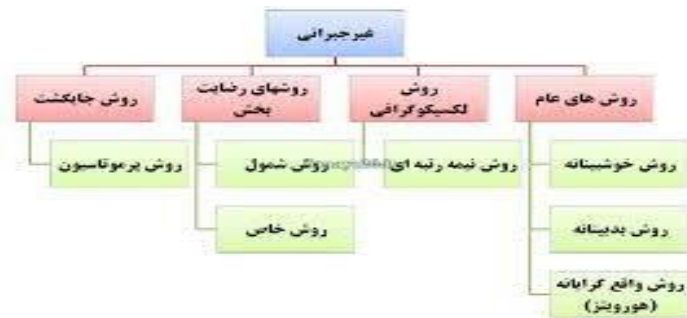 غیرجبرانی
روش های عام
روش
لکسیکوگرافی
روشهای رضایت
بخش
روش جابکشت
روش خوشبینانه
روش نیمه رتبه ای
روش شمول
روش پرموتاسیون
روش بدبینانه
روش خاص
روش واقع گرایانه
(هورویتز)